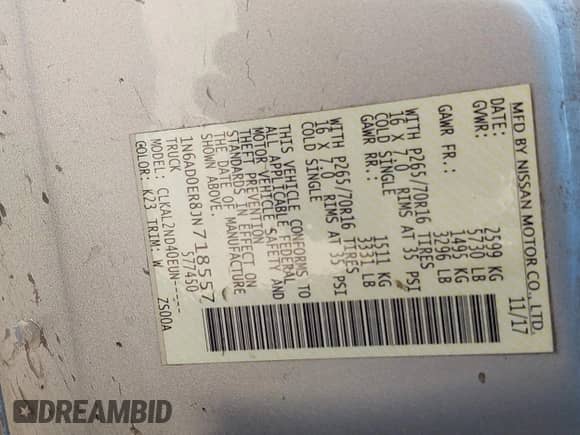 MFD BY NISSAN MOTOR CO., LTD.
DATE: 11/17
GVWR: 2599 KG
5730 LB
GAWR FR.: 1495 KG
3296 LB
WITH P265/70R16 TIRES
16 X 7.0 RIMS AT 35 PSI
COLD SINGLE
GAWR RR.: 1511 KG
3331 LB
WITH P265/70R16 TIRES
16 X 7.0 RIMS AT 35 PSI
COLD SINGLE
THIS VEHICLE CONFORMS TO
ALL APPLICABLE FEDERAL
MOTOR VEHICLE SAFETY AND
THEFT PREVENTION
STANDARDS IN EFFECT ON
THE DATE OF MANUFACTURE
SHOWN ABOVE.
1N6AD0ER8JN718557
TRUCK 577450
MODEL: CLKAL2ND40EUN-----
COLOR: K23 TRIM: W ZS00A
DREAMBID